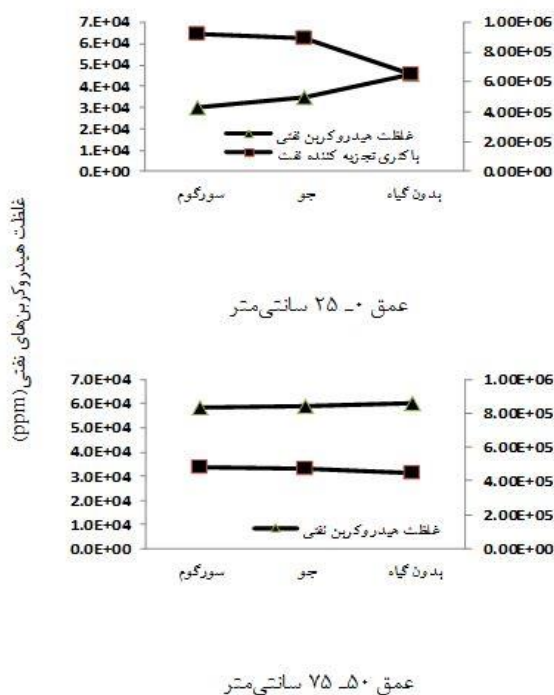 غلظت هیدروکربن‌های نفتی (ppm)
7.E+04
6.E+04
5.E+04
4.E+04
3.E+04
2.E+04
1.E+04
0.E+00
1.00E+06
8.00E+05
6.00E+05
4.00E+05
2.00E+05
0.00E+00
غلظت هیدروکربن نفتی
باکتری تجزیه کننده نفت
سورگوم
جو
بدون گیاه
عمق ۰ـ ۲۵ سانتی‌متر
7.0E+04
6.0E+04
5.0E+04
4.0E+04
3.0E+04
2.0E+04
1.0E+04
0.0E+00
1.00E+06
8.00E+05
6.00E+05
4.00E+05
2.00E+05
0.00E+00
غلظت هیدروکربن نفتی
سورگوم
جو
بدون گیاه
عمق ۵۰ـ ۷۵ سانتی‌متر